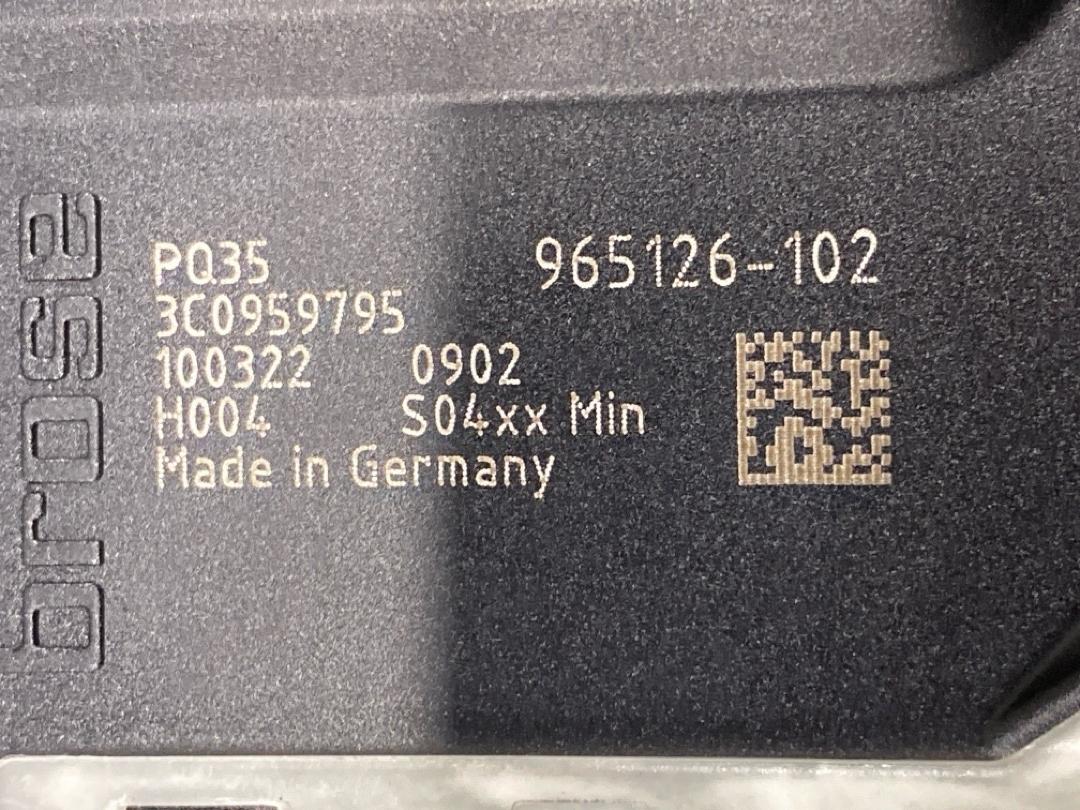 brose
PQ35 965126-102
3C0959795
100322 0902
H004 S04xx Min
Made in Germany